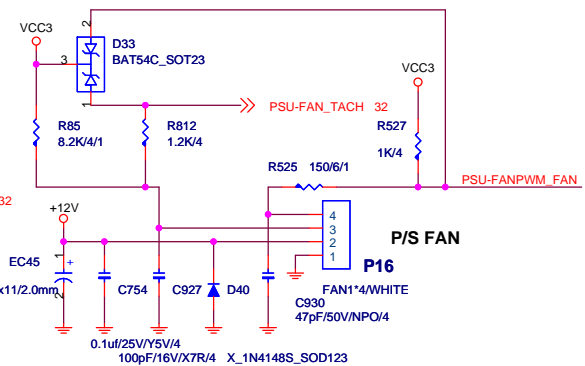 2
VCC3
D33
BAT54C_SOT23
3
1
VCC3
PSU-FAN_TACH 32
R85
8.2K/4/1
R812
1.2K/4
R527
1K/4
R525 150/6/1
PSU-FANPWM_FAN
32
+12V
4
3
2
1
P/S FAN
P16
FAN1*4/WHITE
1
+
EC45
x11/2.0mm
2
C754
C927
D40
C930
47pF/50V/NPO/4
0.1uf/25V/Y5V/4
100pF/16V/X7R/4
X_1N4148S_SOD123